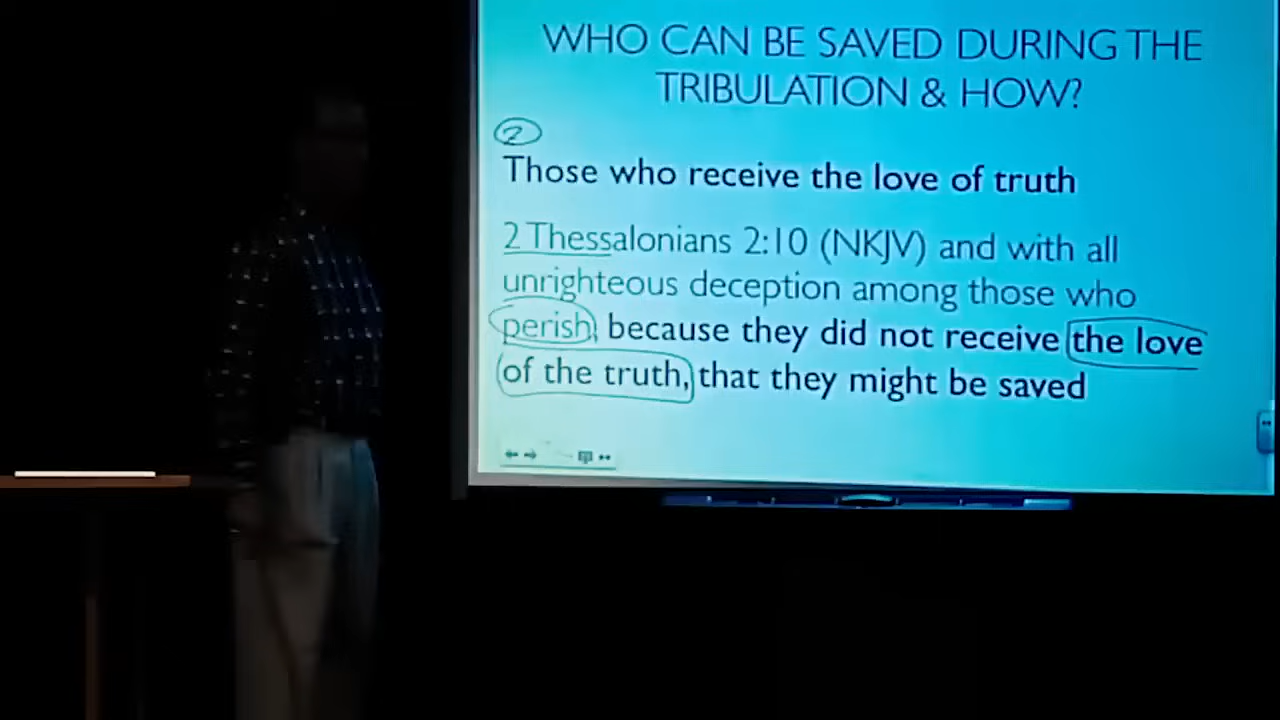 WHO CAN BE SAVED DURING THE
TRIBULATION & HOW?
2
Those who receive the love of truth
2 Thessalonians 2:10 (NKJV) and with all
unrighteous deception among those who
perish, because they did not receive the love
of the truth, that they might be saved